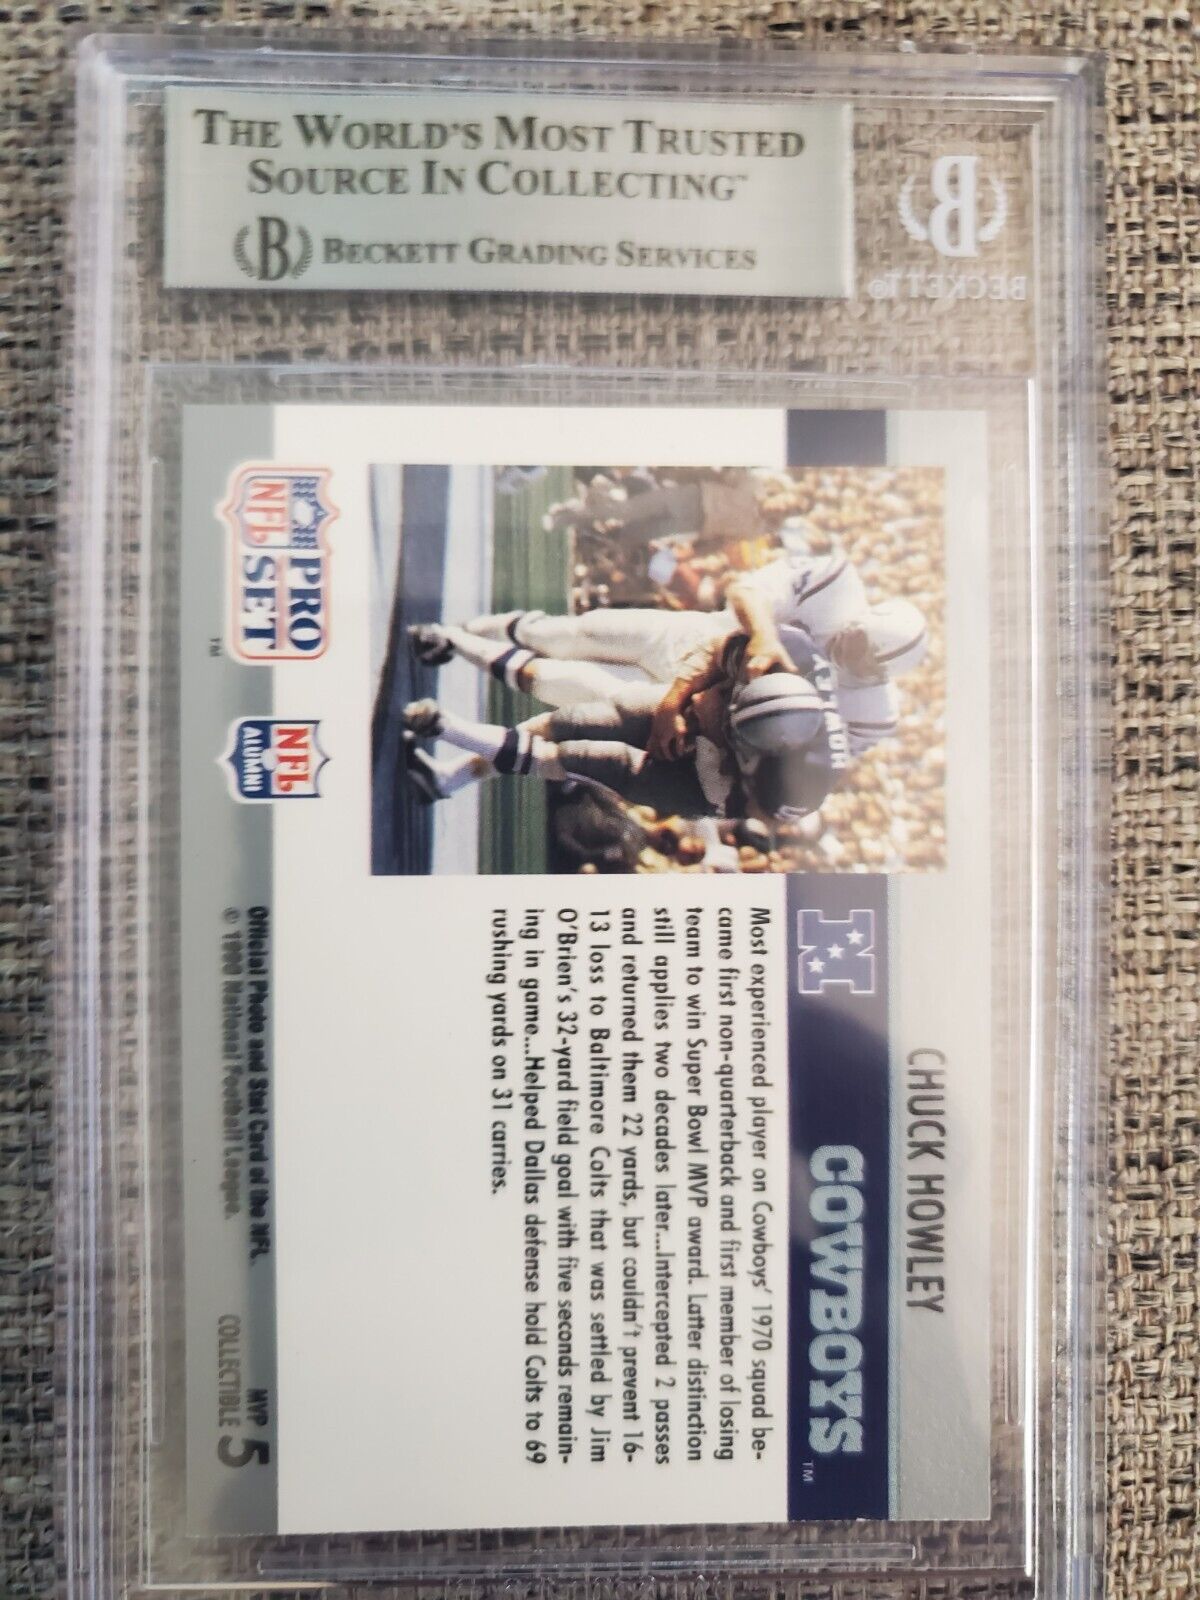 THE WORLD'S MOST TRUSTED
SOURCE IN COLLECTING™
B BECKETT GRADING SERVICES
B
BECKETT®
CHUCK HOWLEY
N COWBOYS™
HOWLEY
Most experienced player on Cowboys' 1970 squad be-
came first non-quarterback and first member of losing
team to win Super Bowl MVP award. Latter distinction
still applies two decades later...Intercepted 2 passes
and returned them 22 yards, but couldn't prevent 16-
13 loss to Baltimore Colts that was settled by Jim
O'Brien's 32-yard field goal with five seconds remain-
ing in game...Helped Dallas defense hold Colts to 69
rushing yards on 31 carries.
PRO
NFL SET™
NFL
ALUMNI
Official Photo and Stat Card of the NFL.
© 1990 National Football League.
MVP
COLLECTIBLE 5